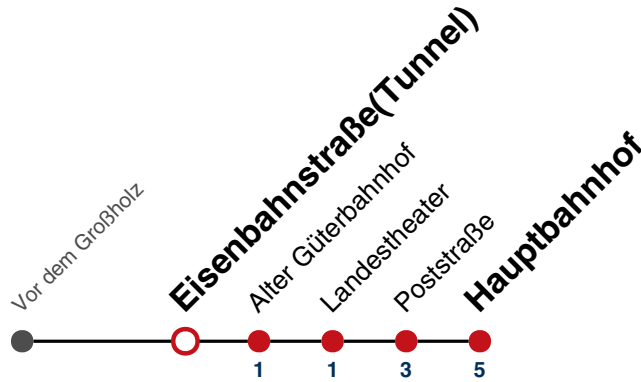 Vor dem Großholz
Eisenbahnstraße(Tunnel)
Alter Güterbahnhof
Landestheater
Poststraße
Hauptbahnhof
1 1 3 5